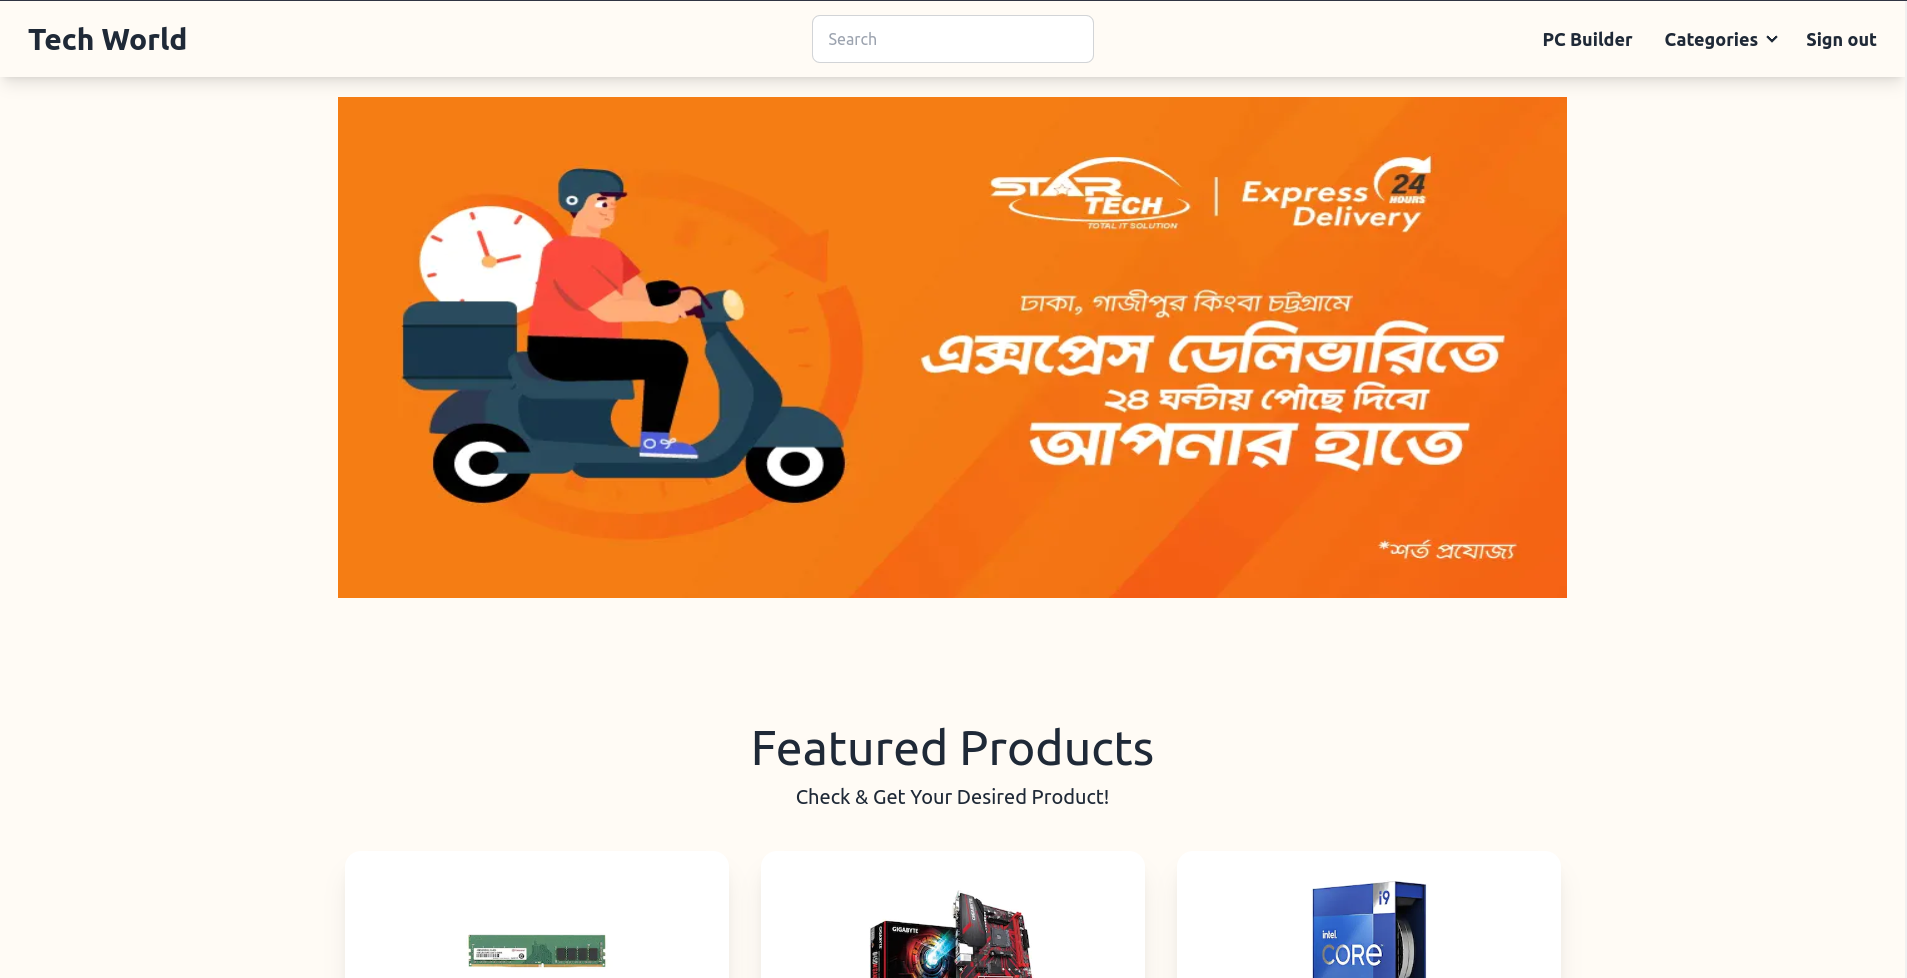 Tech World
Search
PC Builder
Categories
Sign out
STAR TECH
TOTAL IT SOLUTION
Express 24 HOURS
Delivery
ঢাকা, গাজীপুর কিংবা চট্টগ্রামে
এক্সপ্রেস ডেলিভারিতে
২৪ ঘন্টায় পৌছে দিবো
আপনার হাতে
*শর্ত প্রযোজ্য
Featured Products
Check & Get Your Desired Product!
GIGABYTE
i9
intel.
CORE